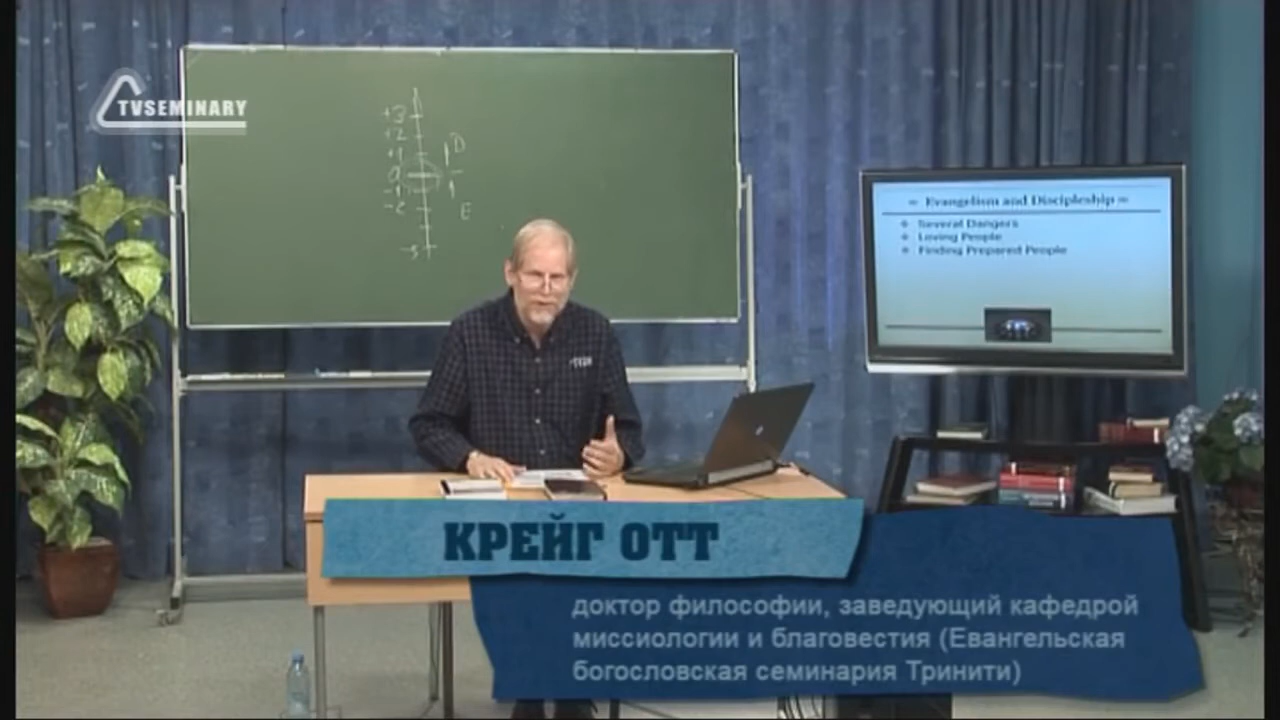 TVSEMINARY
+3
+2
+1
0
-1
-2
D
E
-5
Evangelism and Discipleship
Several Dangers
Loving People
Finding Prepared People
КРЕЙГ ОТТ
доктор философии, заведующий кафедрой
миссиологии и благовестия (Евангельская
богословская семинария Тринити)